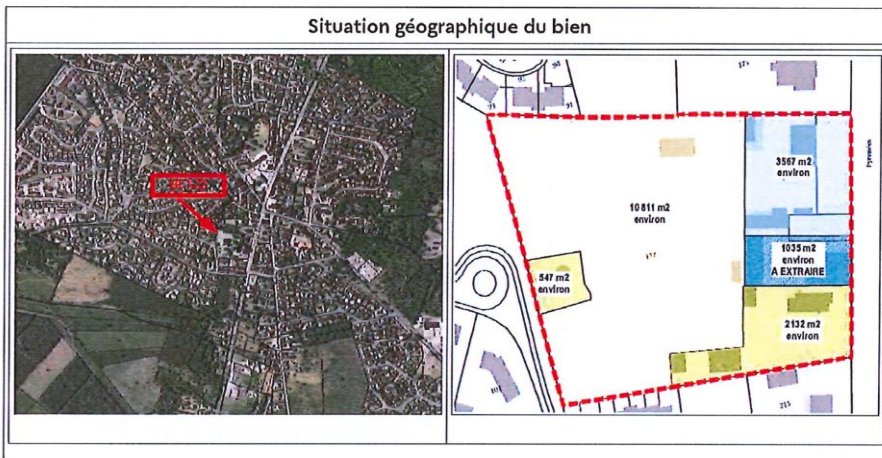 Situation géographique du bien
3567 m2
environ
10 811 m2
environ
1035 m2
environ
A EXTRAIRE
547 m2
environ
2132 m2
environ
215